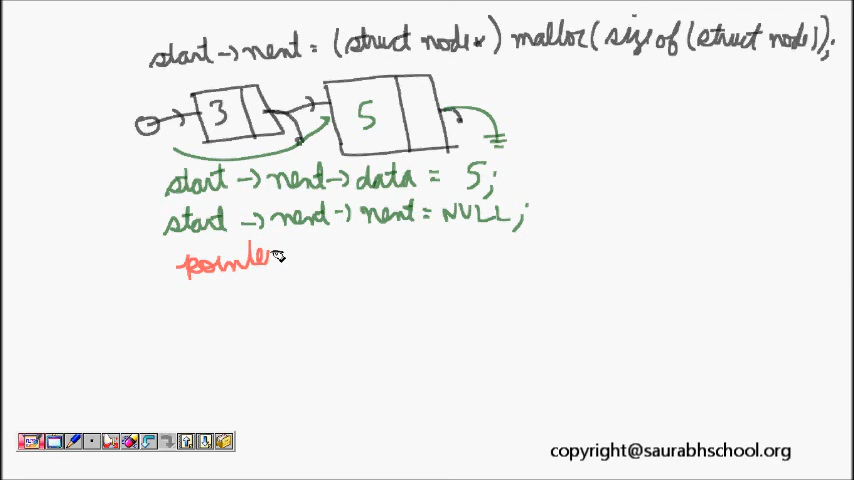 start → next = (struct node*) malloc(sizeof(struct node));
3
5
start → next → data = 5;
start → next → next = NULL;
pointe
copyright@saurabhschool.org